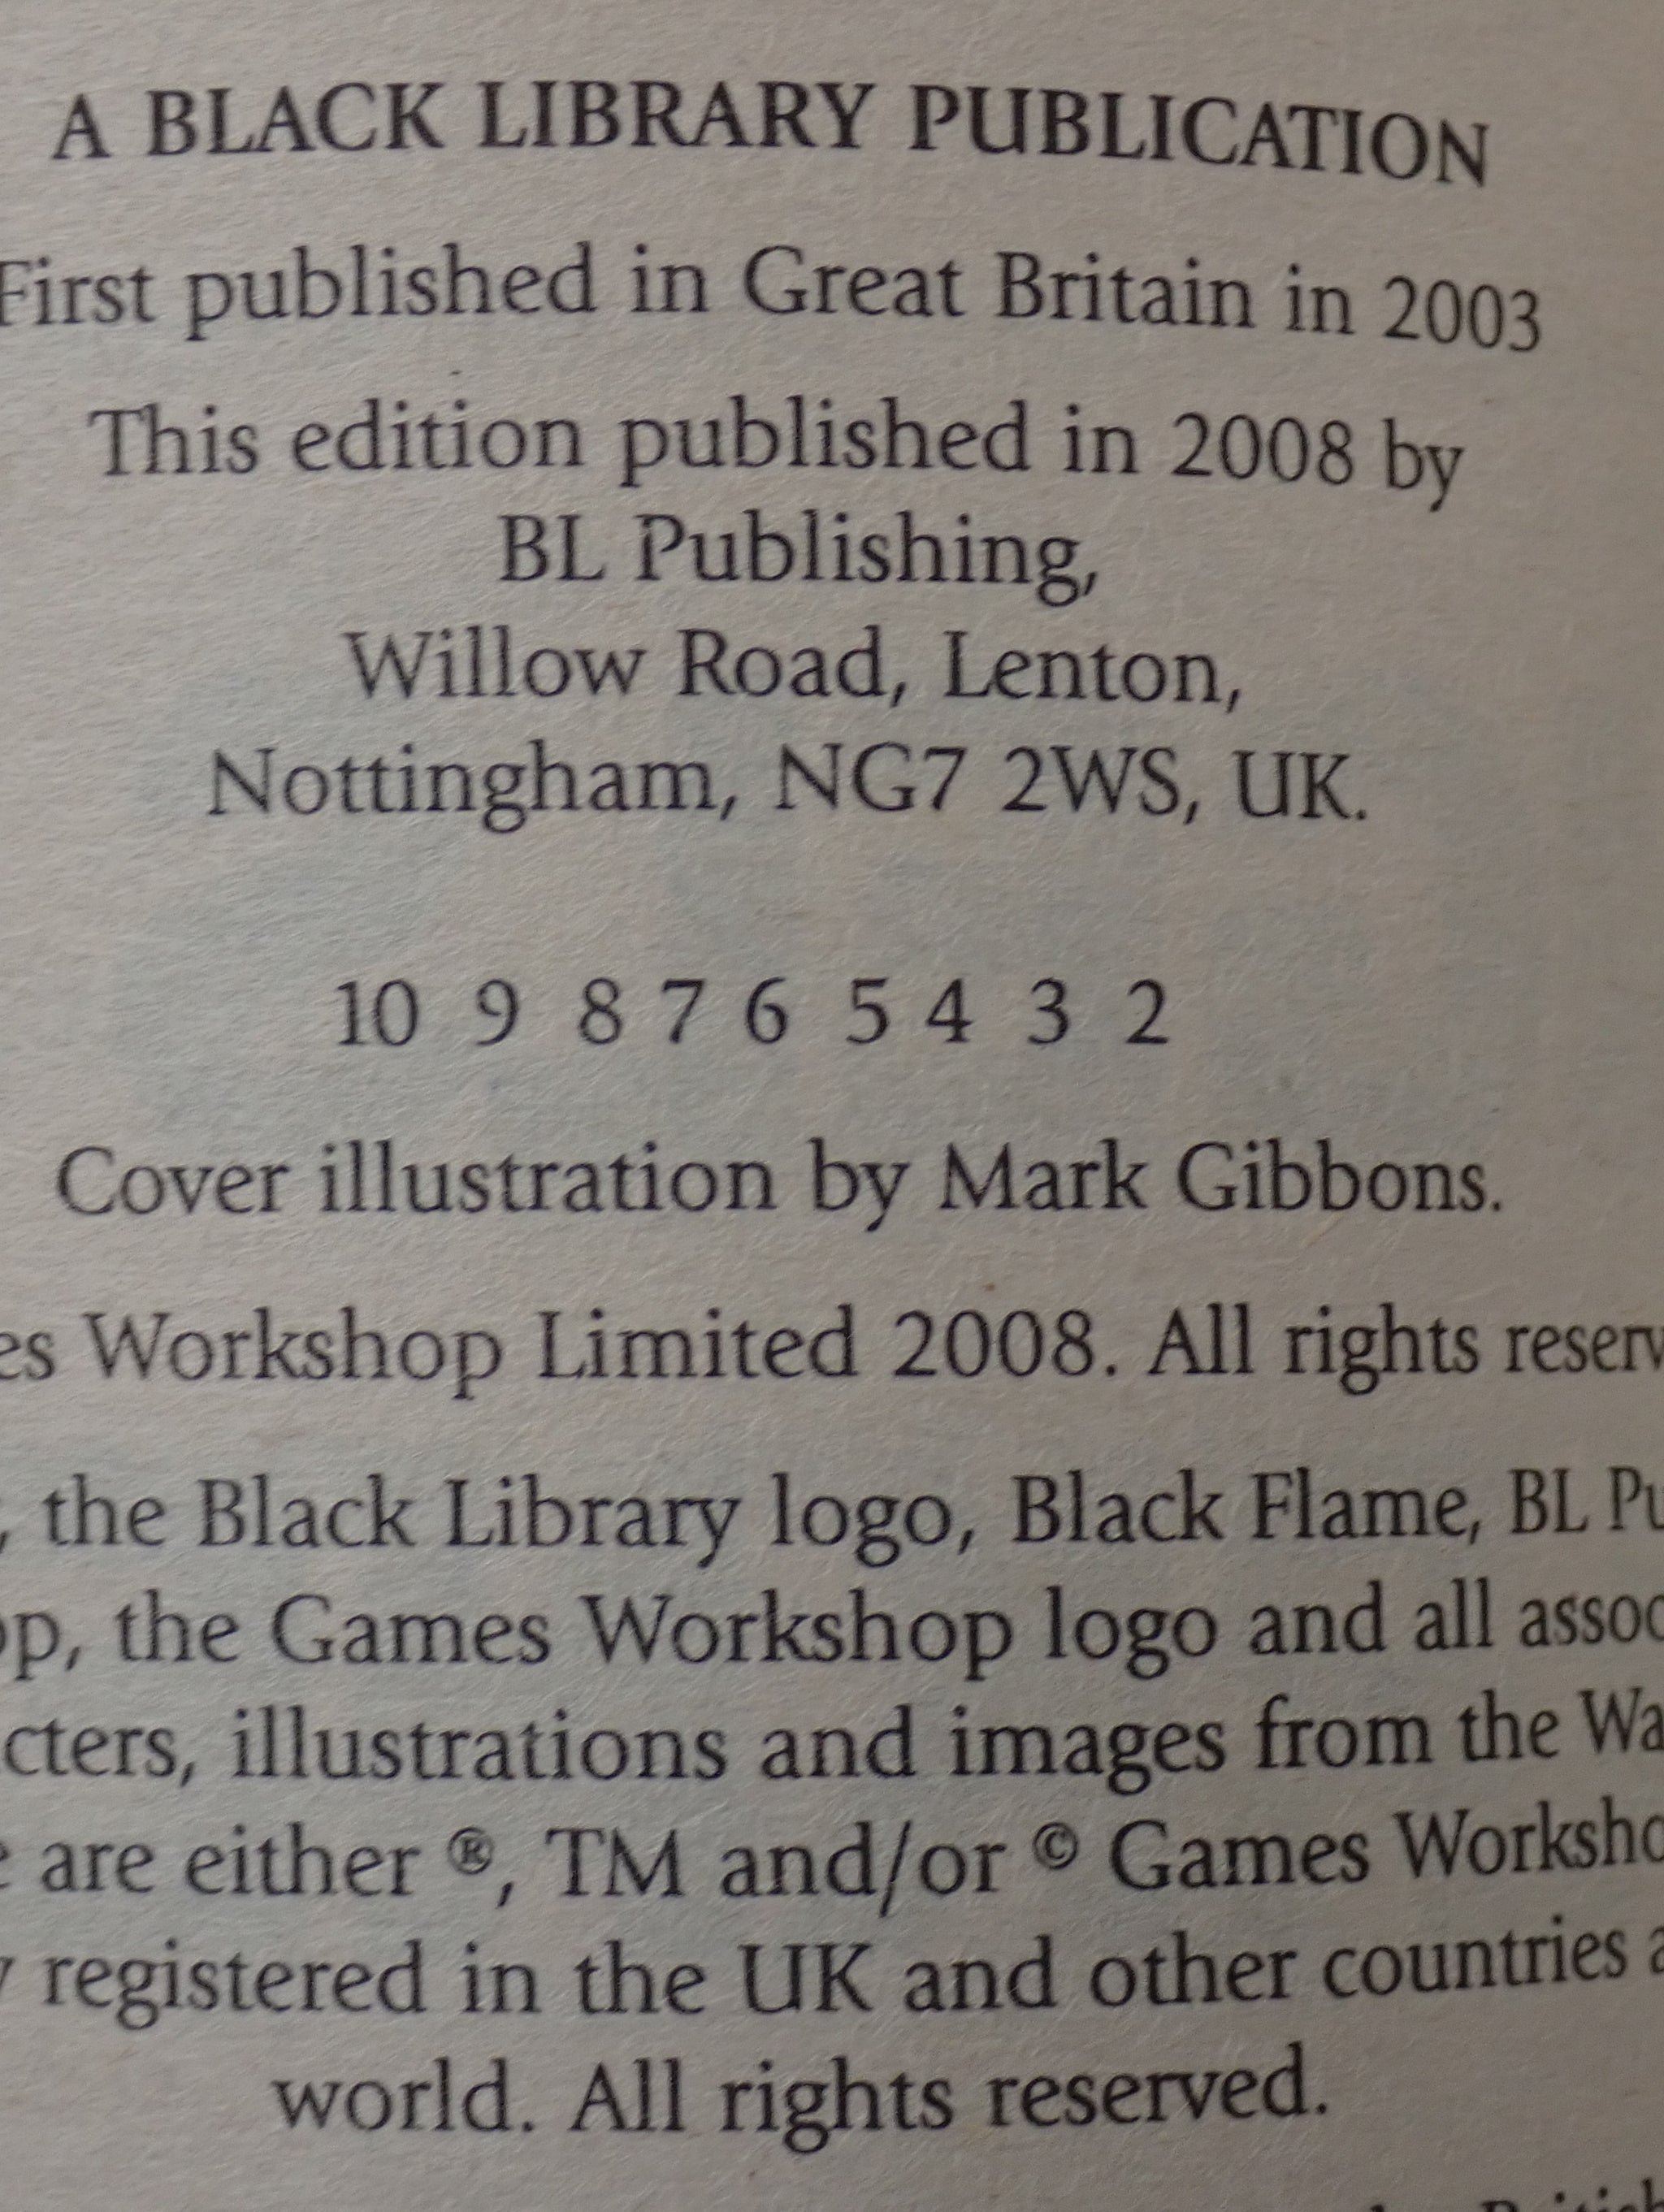 A BLACK LIBRARY PUBLICATION
First published in Great Britain in 2003
This edition published in 2008 by
BL Publishing,
Willow Road, Lenton,
Nottingham, NG7 2WS, UK.
10 9 8 7 6 5 4 3 2
Cover illustration by Mark Gibbons.
es Workshop Limited 2008. All rights reserv
, the Black Library logo, Black Flame, BL Pu
op, the Games Workshop logo and all assoc
cters, illustrations and images from the Wa
e are either ®, TM and/or © Games Worksho
y registered in the UK and other countries a
world. All rights reserved.